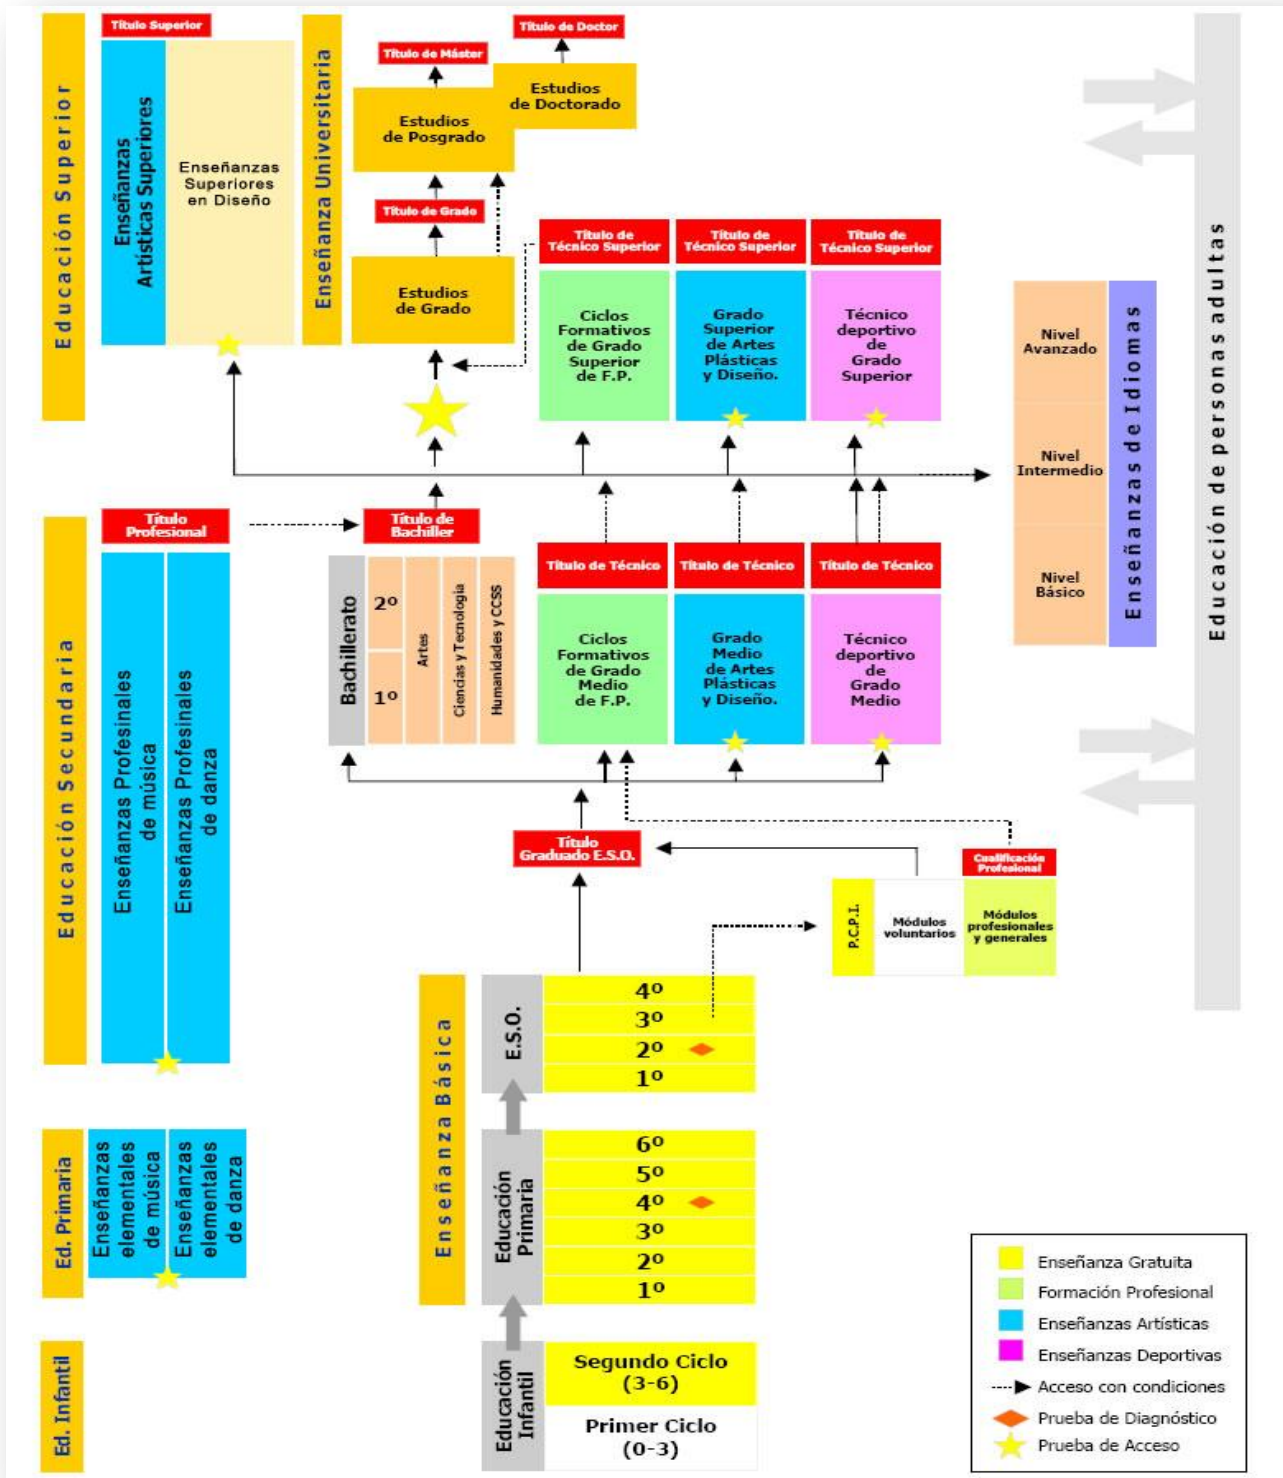 Título Superior
Educación Superior
Enseñanzas
Artísticas Superiores
Enseñanzas
Superiores
en Diseño
Enseñanza Universitaria
Título de Máster
Título de Doctor
Estudios
de Posgrado
Estudios
de Doctorado
Título de Grado
Estudios
de Grado
Título de
Técnico Superior
Título de
Técnico Superior
Título de
Técnico Superior
Ciclos
Formativos
de Grado
Superior
de F.P.
Grado
Superior
de Artes
Plásticas
y Diseño.
Técnico
deportivo
de
Grado
Superior
Nivel
Avanzado
Nivel
Intermedio
Nivel
Básico
Enseñanzas de Idiomas
Educación de personas adultas
Educación Secundaria
Título
Profesional
Enseñanzas Profesinales
de música
Enseñanzas Profesinales
de danza
Título de
Bachiller
Bachillerato
2º
1º
Artes
Ciencias y Tecnología
Humanidades y CCSS
Título de Técnico
Título de Técnico
Título de Técnico
Ciclos
Formativos
de Grado
Medio
de F.P.
Grado
Medio
de Artes
Plásticas
y Diseño.
Técnico
deportivo
de
Grado
Medio
Título
Graduado E.S.O.
Cualificación
Profesional
P.C.P.I.
Módulos
voluntarios
Módulos
profesionales
y generales
Enseñanza Básica
E.S.O.
4º
3º
2º
1º
Ed. Primaria
Enseñanzas
elementales
de música
Enseñanzas
elementales
de danza
Educación
Primaria
6º
5º
4º
3º
2º
1º
Ed. Infantil
Educación
Infantil
Segundo Ciclo
(3-6)
Primer Ciclo
(0-3)
Enseñanza Gratuita
Formación Profesional
Enseñanzas Artísticas
Enseñanzas Deportivas
Acceso con condiciones
Prueba de Diagnóstico
Prueba de Acceso